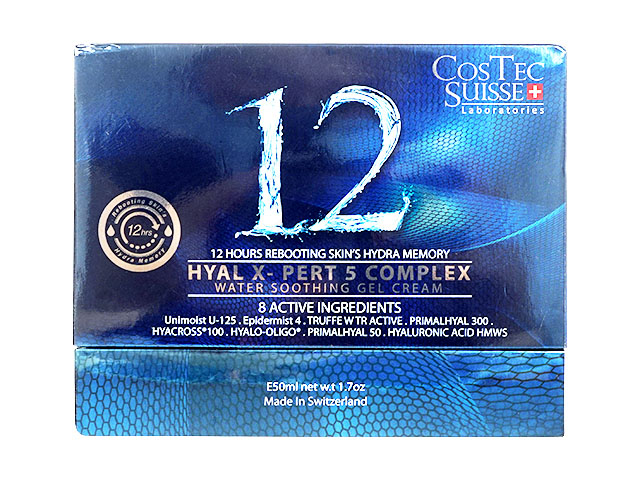 COSTEC
SUISSE
Laboratories
12
Rebooting Skin's
12hrs
Hydra Memory
12 HOURS REBOOTING SKIN'S HYDRA MEMORY
HYAL X- PERT 5 COMPLEX
WATER SOOTHING GEL CREAM
8 ACTIVE INGREDIENTS
Unimoist U-125 . Epidermist 4 . TRUFFE WTR ACTIVE . PRIMALHYAL 300 .
HYACROSS®100 . HYALO-OLIGO® . PRIMALHYAL 50 . HYALURONIC ACID HMWS
E50ml net w.t 1.7oz
Made In Switzerland